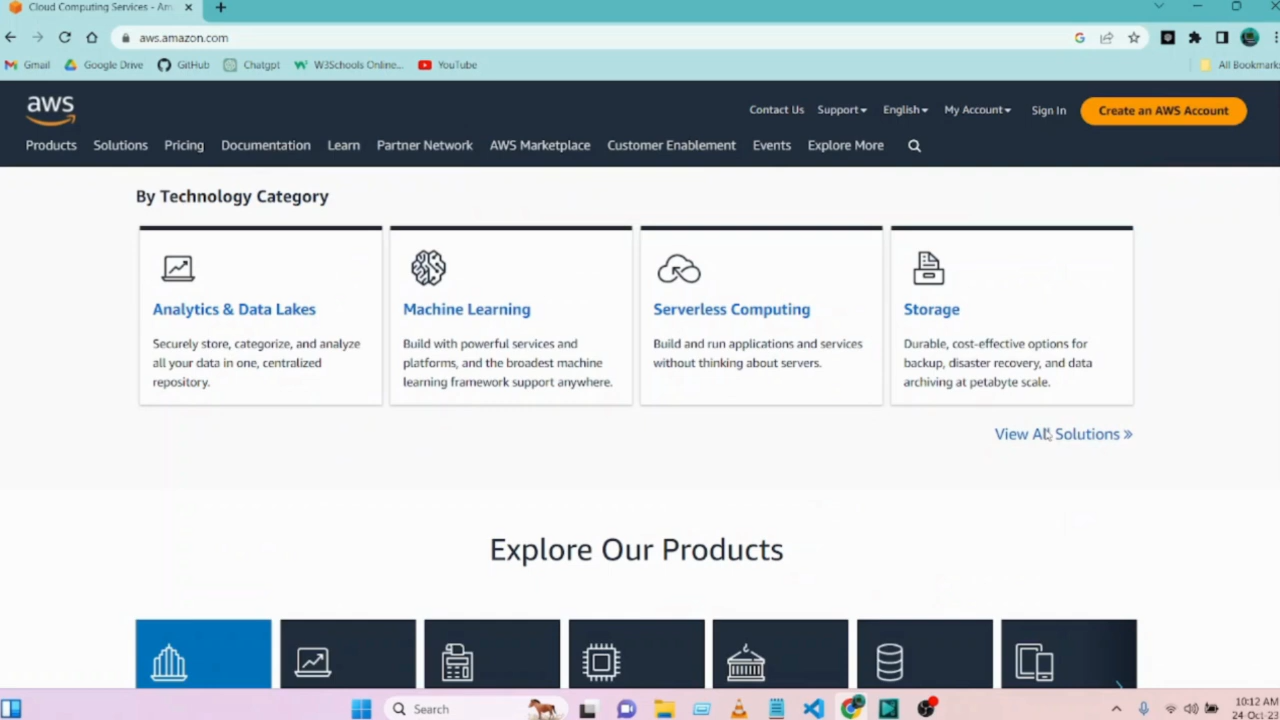 Cloud Computing Services - Am
aws.amazon.com
Gmail Google Drive GitHub Chatgpt W3Schools Online... YouTube All Bookmark
aws
Contact Us Support English My Account Sign In Create an AWS Account
Products Solutions Pricing Documentation Learn Partner Network AWS Marketplace Customer Enablement Events Explore More
By Technology Category
Analytics & Data Lakes
Securely store, categorize, and analyze
all your data in one, centralized
repository.
Machine Learning
Build with powerful services and
platforms, and the broadest machine
learning framework support anywhere.
Serverless Computing
Build and run applications and services
without thinking about servers.
Storage
Durable, cost-effective options for
backup, disaster recovery, and data
archiving at petabyte scale.
View All Solutions »
Explore Our Products
Search
10:12 AM
24-Oct-23